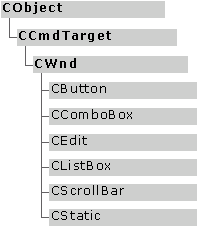 CObject
CCmdTarget
CWnd
CButton
CComboBox
CEdit
CListBox
CScrollBar
CStatic